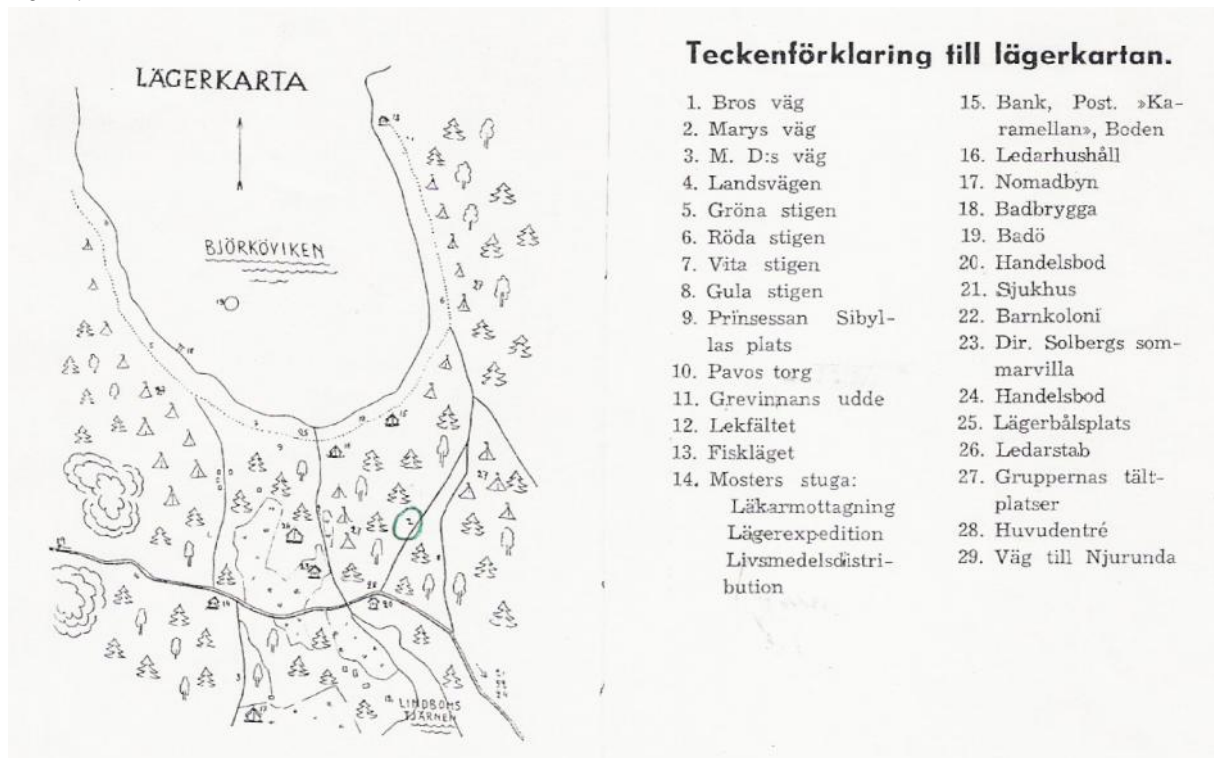 LÄGERKARTA
BJÖRKÖVIKEN
LINDBOMS
TJÄRNEN
Teckenförklaring till lägerkartan.
1. Bros väg
2. Marys väg
3. M. D:s väg
4. Landsvägen
5. Gröna stigen
6. Röda stigen
7. Vita stigen
8. Gula stigen
9. Prinsessan Sibyl-
las plats
10. Pavos torg
11. Grevinnans udde
12. Lekfältet
13. Fiskläget
14. Mosters stuga:
Läkarmottagning
Lägerexpedition
Livsmedelsdistri-
bution
15. Bank, Post. »Ka-
ramellan», Boden
16. Ledarhushåll
17. Nomadbyn
18. Badbrygga
19. Badö
20. Handelsbod
21. Sjukhus
22. Barnkoloni
23. Dir. Solbergs som-
marvilla
24. Handelsbod
25. Lägerbålsplats
26. Ledarstab
27. Gruppernas tält-
platser
28. Huvudentré
29. Väg till Njurunda